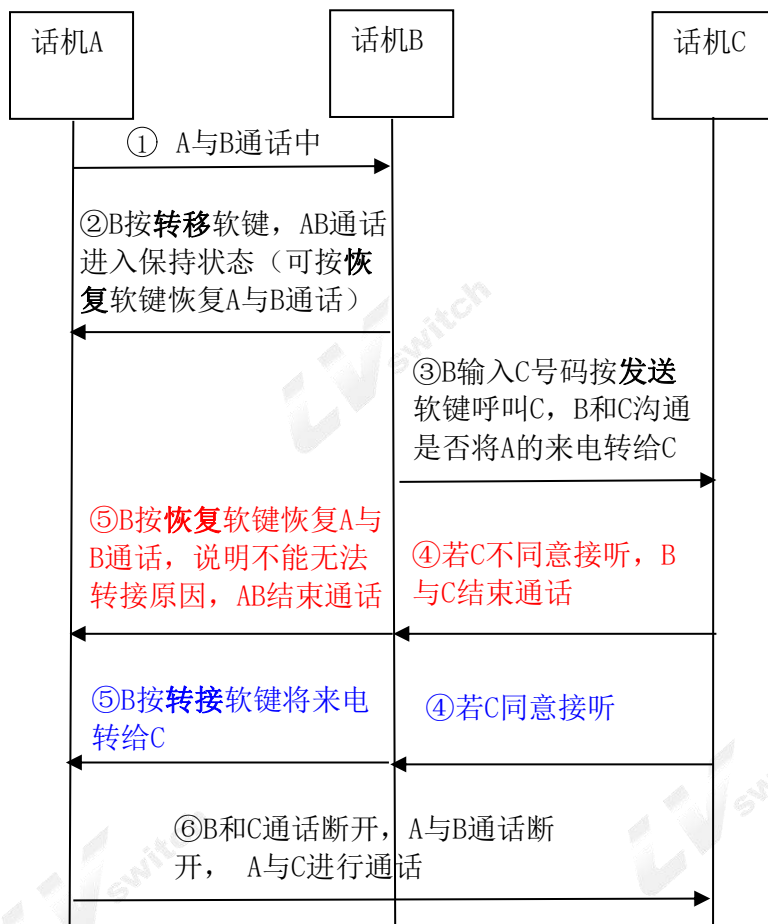 话机A
话机B
话机C
① A与B通话中
②B按转移软键，AB通话
进入保持状态（可按恢
复软键恢复A与B通话）
③B输入C号码按发送
软键呼叫C，B和C沟通
是否将A的来电转给C
⑤B按恢复软键恢复A与
B通话，说明不能无法
转接原因，AB结束通话
④若C不同意接听，B
与C结束通话
⑤B按转接软键将来电
转给C
④若C同意接听
⑥B和C通话断开，A与B通话断
开， A与C进行通话
LV switch
LV switch
LV switch